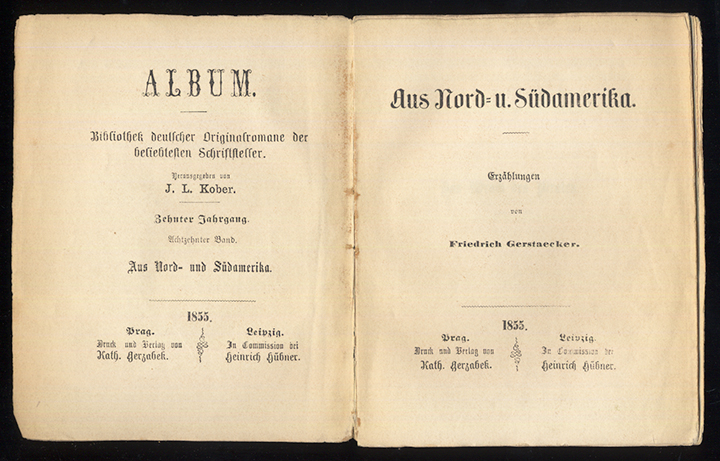 ALBUM.
Bibliothek deutscher Originalromane der
beliebtesten Schriftsteller.
Herausgegeben von
J. L. Kober.
Zehnter Jahrgang.
Achtzehnter Band.
Aus Nord- und Südamerika.
1855.
Prag.
Druck und Verlag von
Kath. Gerzabek.
Leipzig.
In Commission bei
Heinrich Hübner.
Aus Nord- u. Südamerika.
Erzählungen
von
Friedrich Gerstaecker.
1855.
Prag.
Druck und Verlag von
Kath. Gerzabek.
Leipzig.
In Commission bei
Heinrich Hübner.